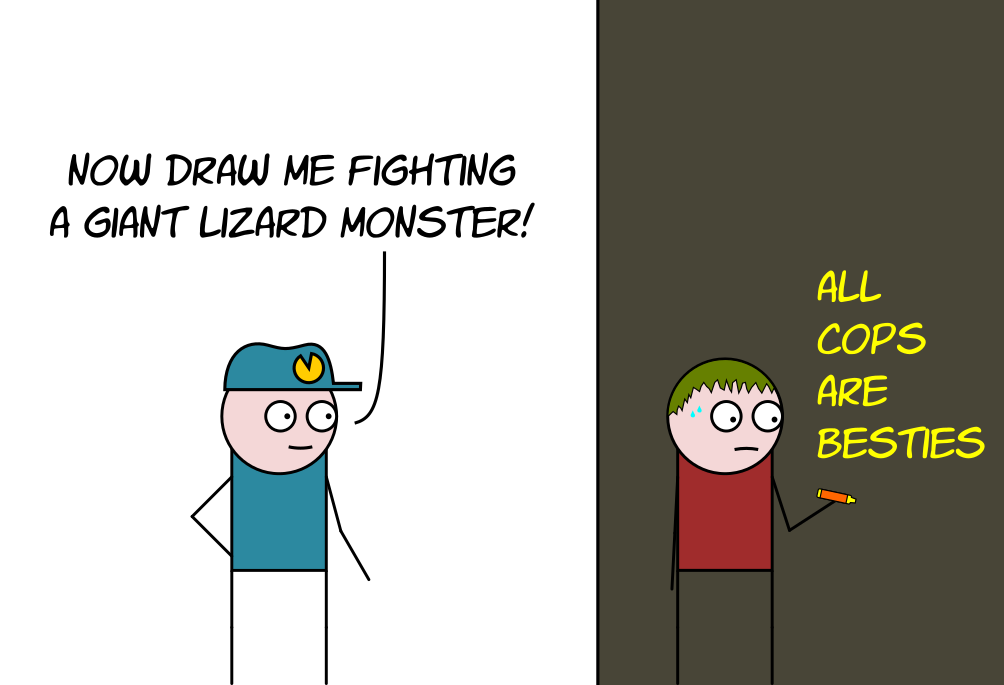 NOW DRAW ME FIGHTING
A GIANT LIZARD MONSTER!
ALL
COPS
ARE
BESTIES